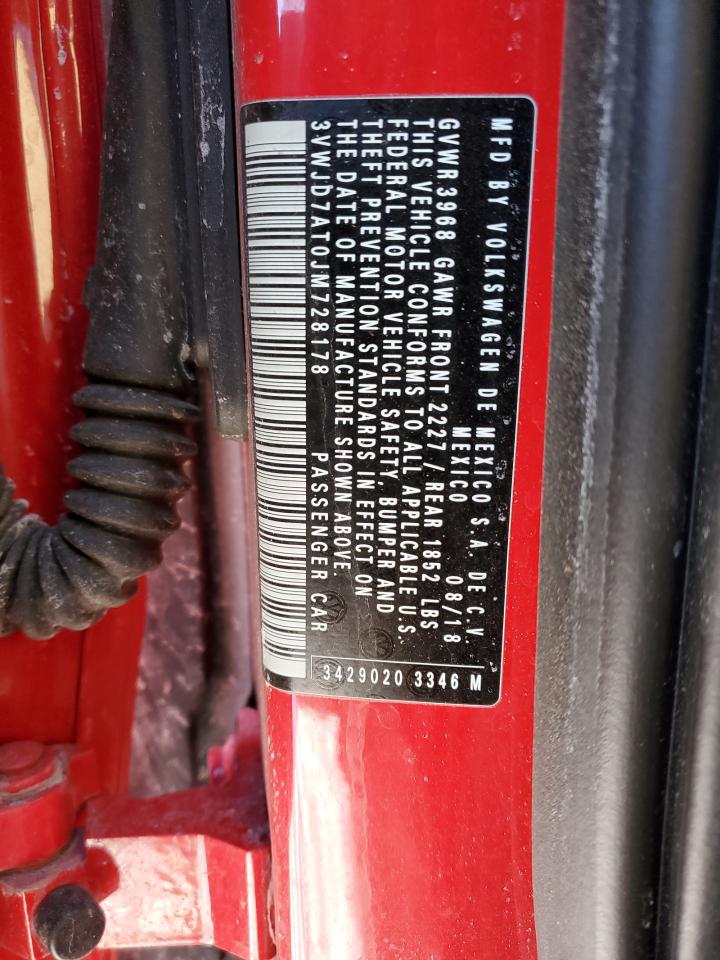 MFD BY VOLKSWAGEN DE MEXICO S.A. DE C.V.
MEXICO 08/18
GVWR 3968 GAWR FRONT 2227 / REAR 1852 LBS
THIS VEHICLE CONFORMS TO ALL APPLICABLE U.S.
FEDERAL MOTOR VEHICLE SAFETY, BUMPER AND
THEFT PREVENTION STANDARDS IN EFFECT ON
THE DATE OF MANUFACTURE SHOWN ABOVE.
3VWJD7AT0JM728178 PASSENGER CAR
3429020 3346 M